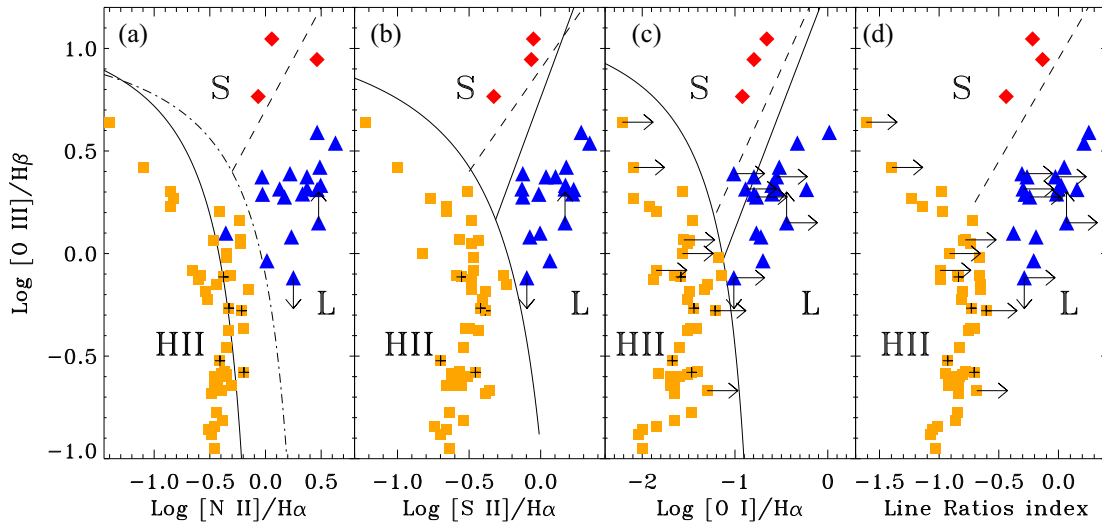 (a) (b) (c) (d)
S S S S
HII HII HII HII
L L L L
Log [O III]/Hβ
1.0
0.5
0.0
−0.5
−1.0
−1.0 −0.5 0.0 0.5
−1.0 −0.5 0.0
−2 −1 0
−1.5 −1.0 −0.5 0.0
Log [N II]/Hα
Log [S II]/Hα
Log [O I]/Hα
Line Ratios index